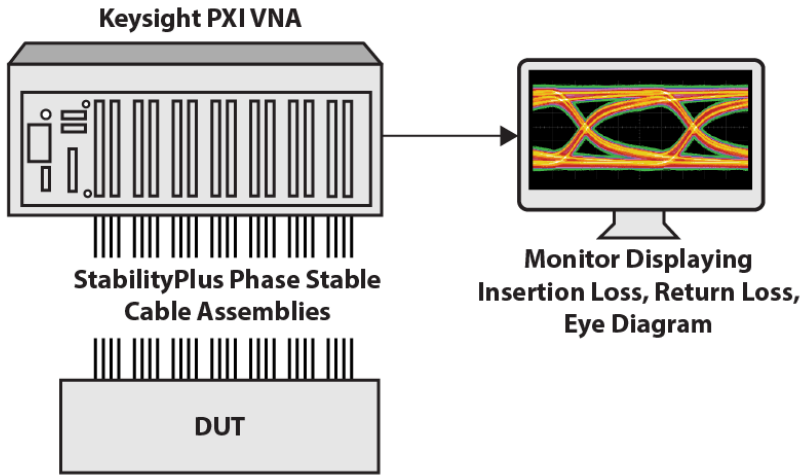 Keysight PXI VNA
StabilityPlus Phase Stable
Cable Assemblies
DUT
Monitor Displaying
Insertion Loss, Return Loss,
Eye Diagram